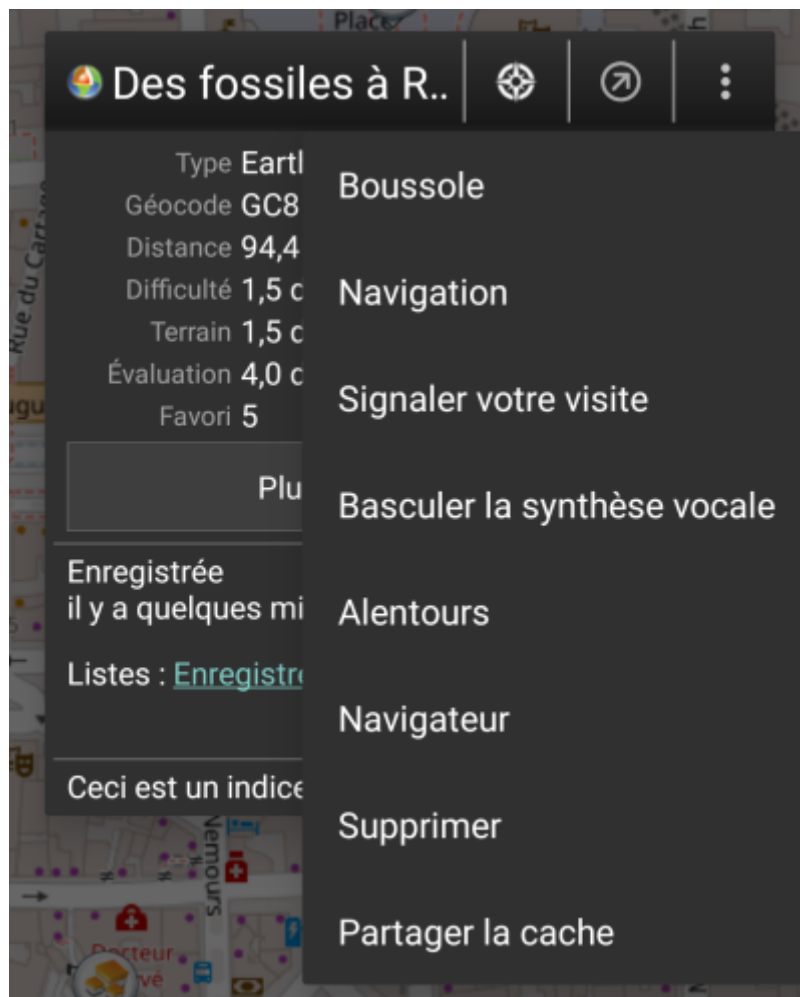 Place
Des fossiles à R..
Type Eartl
Géocode GC8
Distance 94,4
Difficulté 1,5 d
Terrain 1,5 d
Évaluation 4,0 d
Favori 5
Plu
Enregistrée
il y a quelques mi
Listes : Enregistre
Ceci est un indice
Boussole
Navigation
Signaler votre visite
Basculer la synthèse vocale
Alentours
Navigateur
Supprimer
Partager la cache
Rue du Cartage
Nemours
Docteur